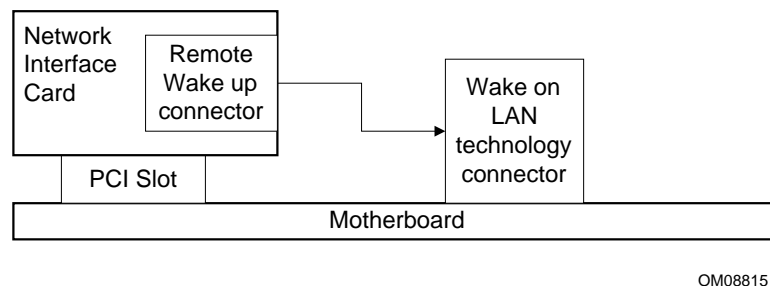 Network
Interface
Card
Remote
Wake up
connector
Wake on
LAN
technology
connector
PCI Slot
Motherboard
OM08815